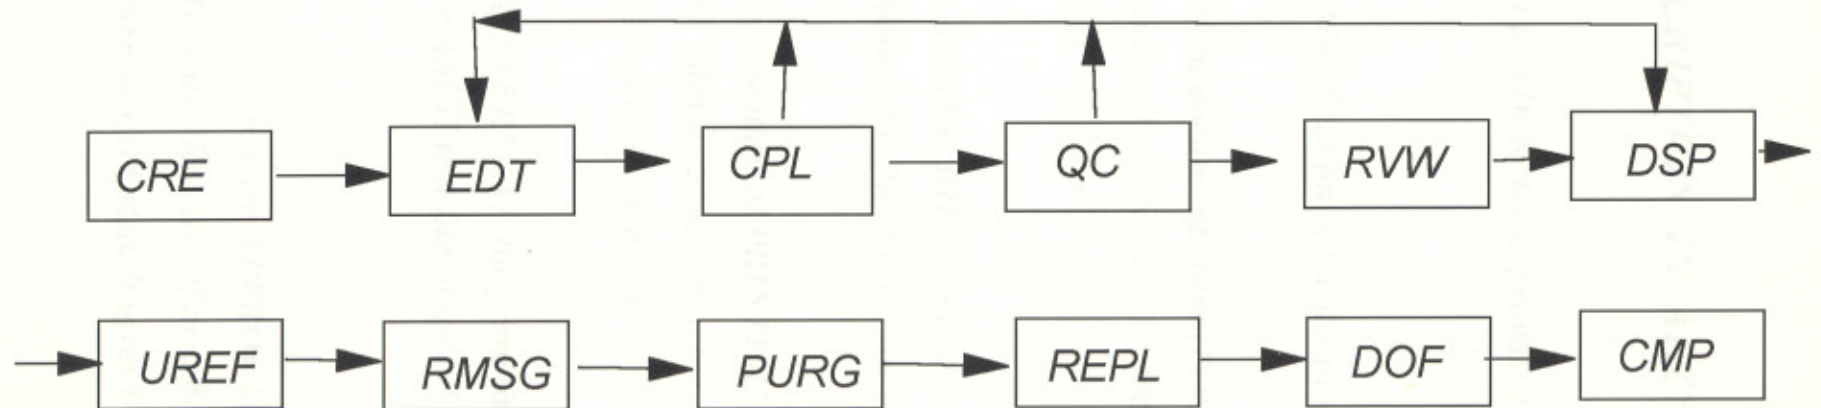 CRE EDT CPL QC RVW DSP
UREF RMSG PURG REPL DOF CMP